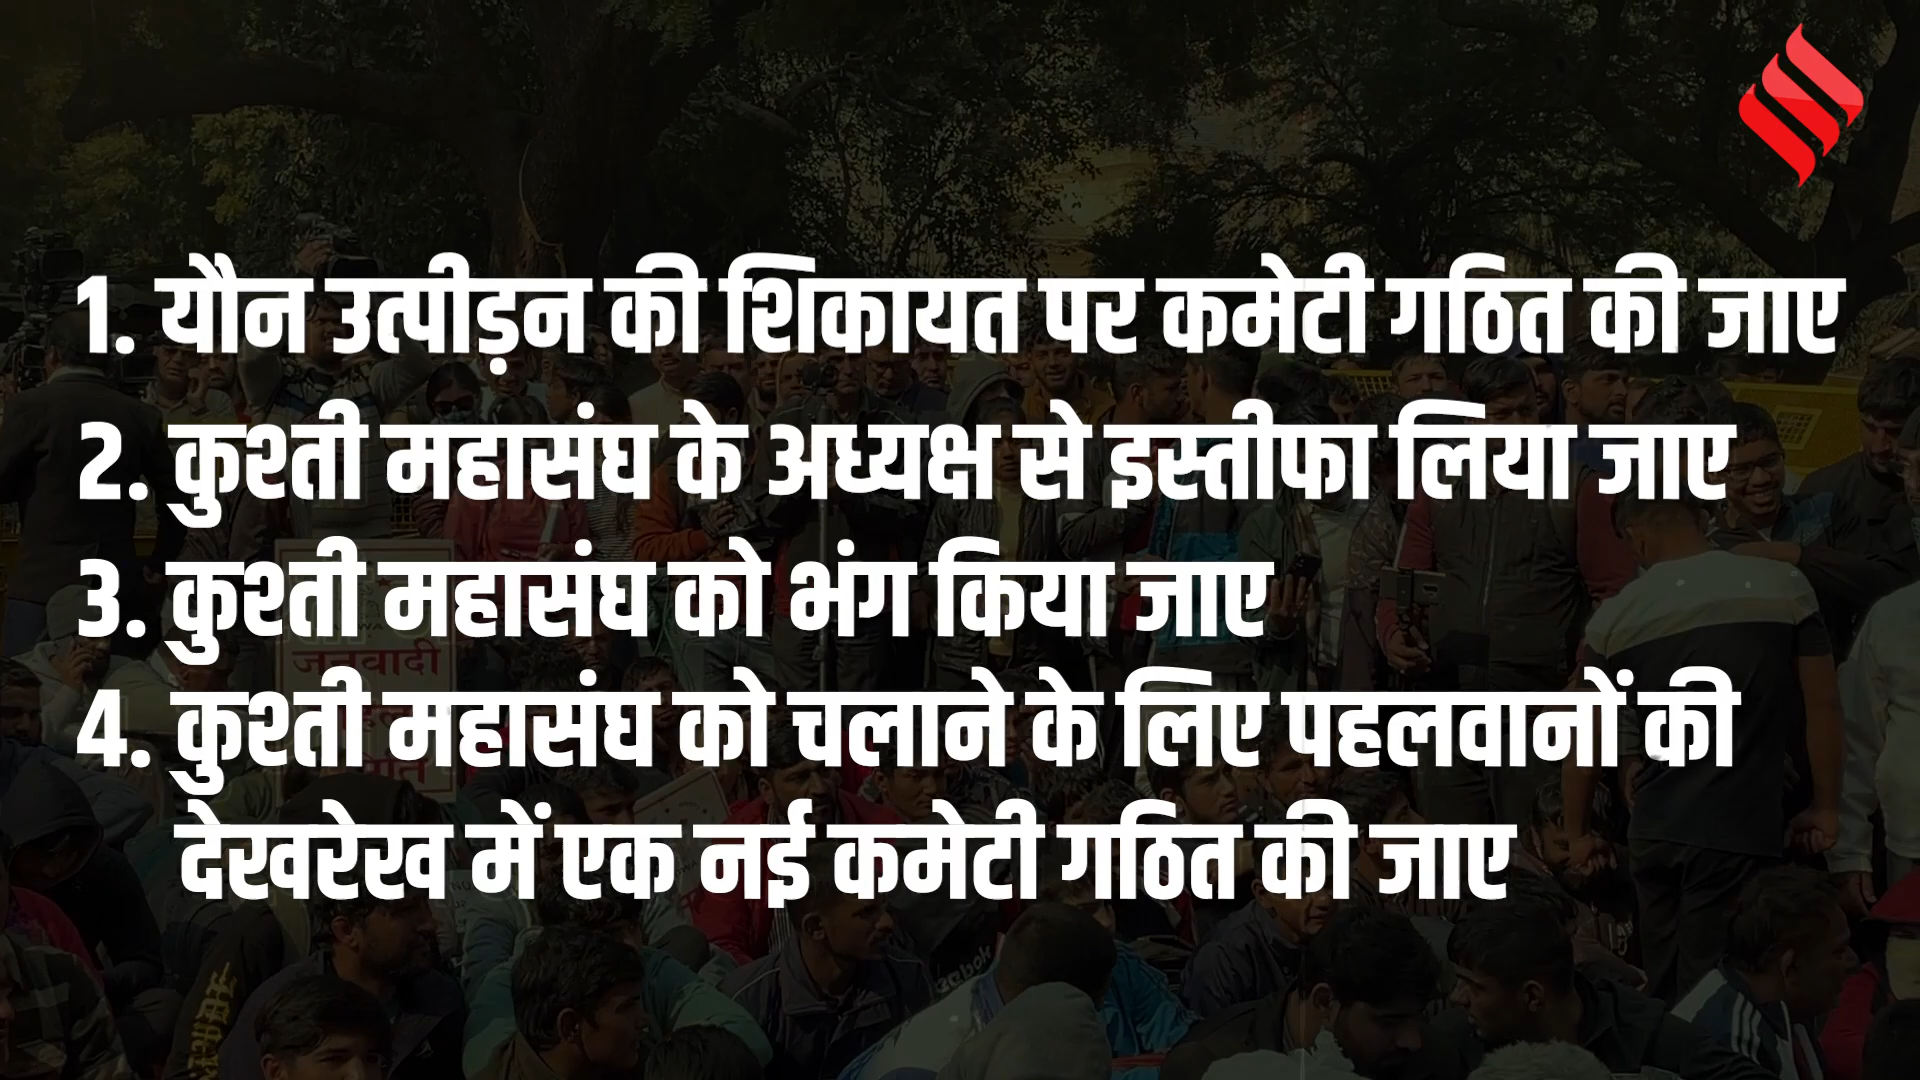 1. यौन उत्पीड़न की शिकायत पर कमेटी गठित की जाए
2. कुश्ती महासंघ के अध्यक्ष से इस्तीफा लिया जाए
3. कुश्ती महासंघ को भंग किया जाए
4. कुश्ती महासंघ को चलाने के लिए पहलवानों की
देखरेख में एक नई कमेटी गठित की जाए
जनवादी